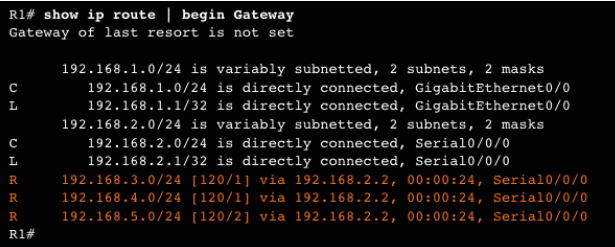 R1# show ip route | begin Gateway
Gateway of last resort is not set
192.168.1.0/24 is variably subnetted, 2 subnets, 2 masks
C 192.168.1.0/24 is directly connected, GigabitEthernet0/0
L 192.168.1.1/32 is directly connected, GigabitEthernet0/0
192.168.2.0/24 is variably subnetted, 2 subnets, 2 masks
C 192.168.2.0/24 is directly connected, Serial0/0/0
L 192.168.2.1/32 is directly connected, Serial0/0/0
R 192.168.3.0/24 [120/1] via 192.168.2.2, 00:00:24, Serial0/0/0
R 192.168.4.0/24 [120/1] via 192.168.2.2, 00:00:24, Serial0/0/0
R 192.168.5.0/24 [120/2] via 192.168.2.2, 00:00:24, Serial0/0/0
R1#